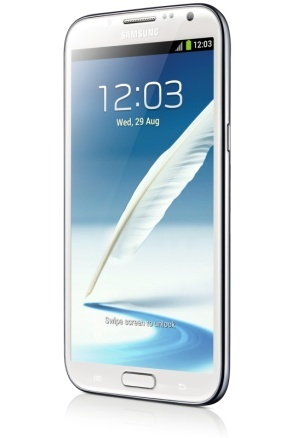 SAMSUNG
12:03
12:03
Wed, 29 Aug
Swipe screen to unlock